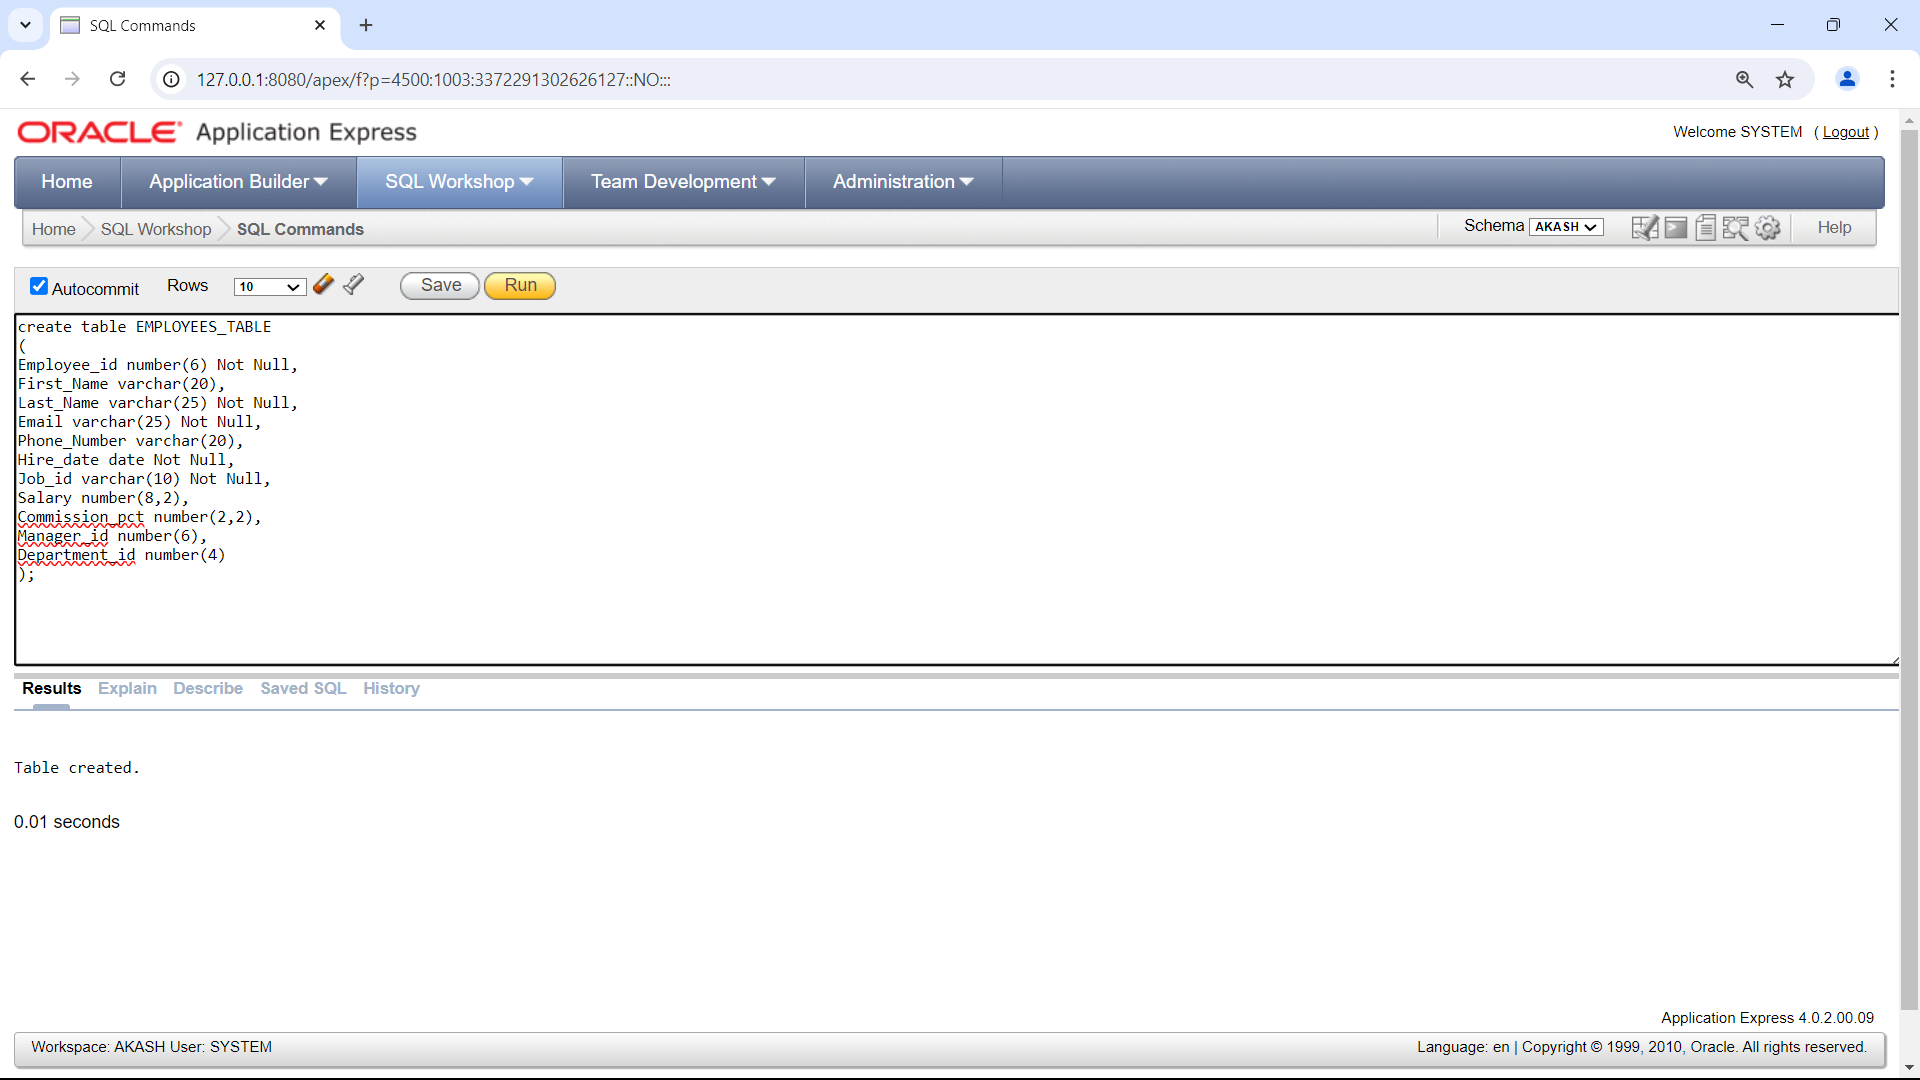 SQL Commands
127.0.0.1:8080/apex/f?p=4500:1003:3372291302626127::NO:::
ORACLE Application Express
Welcome SYSTEM ( Logout )
Home Application Builder SQL Workshop Team Development Administration
Home SQL Workshop SQL Commands Schema AKASH Help
Autocommit Rows 10 Save Run
create table EMPLOYEES_TABLE
(
Employee_id number(6) Not Null,
First_Name varchar(20),
Last_Name varchar(25) Not Null,
Email varchar(25) Not Null,
Phone_Number varchar(20),
Hire_date date Not Null,
Job_id varchar(10) Not Null,
Salary number(8,2),
Commission_pct number(2,2),
Manager_id number(6),
Department_id number(4)
);
Results Explain Describe Saved SQL History
Table created.
0.01 seconds
Application Express 4.0.2.00.09
Workspace: AKASH User: SYSTEM Language: en | Copyright © 1999, 2010, Oracle. All rights reserved.